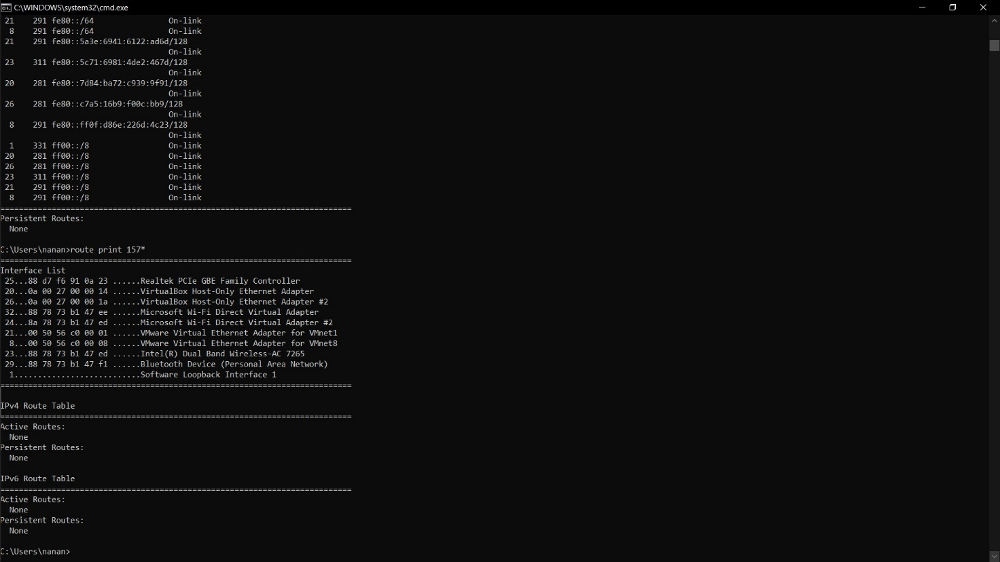 C:\WINDOWS\system32\cmd.exe
21 291 fe80::/64 On-link
8 291 fe80::/64 On-link
21 291 fe80::5a3e:6941:6122:ad6d/128
On-link
23 311 fe80::5c71:6981:4de2:467d/128
On-link
20 281 fe80::7d84:ba72:c939:9f91/128
On-link
26 281 fe80::c7a5:16b9:f00c:bb9/128
On-link
8 291 fe80::ff0f:d86e:226d:4c23/128
On-link
1 331 ff00::/8 On-link
20 281 ff00::/8 On-link
26 281 ff00::/8 On-link
23 311 ff00::/8 On-link
21 291 ff00::/8 On-link
8 291 ff00::/8 On-link
===========================================================================
Persistent Routes:
None
C:\Users\nanan>route print 157*
===========================================================================
Interface List
25...88 d7 f6 91 0a 23 ......Realtek PCIe GBE Family Controller
20...0a 00 27 00 00 14 ......VirtualBox Host-Only Ethernet Adapter
26...0a 00 27 00 00 1a ......VirtualBox Host-Only Ethernet Adapter #2
32...88 78 73 b1 47 ee ......Microsoft Wi-Fi Direct Virtual Adapter
24...8a 78 73 b1 47 ed ......Microsoft Wi-Fi Direct Virtual Adapter #2
21...00 50 56 c0 00 01 ......VMware Virtual Ethernet Adapter for VMnet1
8...00 50 56 c0 00 08 ......VMware Virtual Ethernet Adapter for VMnet8
23...88 78 73 b1 47 ed ......Intel(R) Dual Band Wireless-AC 7265
29...88 78 73 b1 47 f1 ......Bluetooth Device (Personal Area Network)
1...........................Software Loopback Interface 1
===========================================================================
IPv4 Route Table
===========================================================================
Active Routes:
None
Persistent Routes:
None
IPv6 Route Table
===========================================================================
Active Routes:
None
Persistent Routes:
None
C:\Users\nanan>